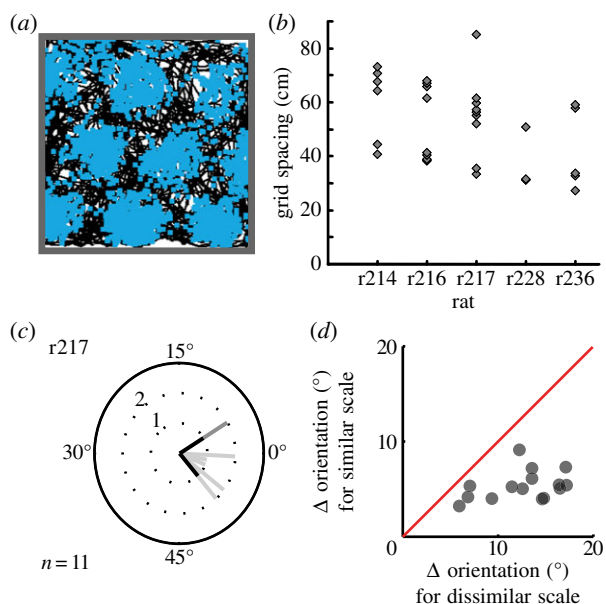 (a)
(b)
80
60
40
20
0
grid spacing (cm)
r214 r216 r217 r228 r236
rat
(c)
r217
15°
2
1
30°
0°
45°
n = 11
(d)
20
10
Δ orientation (°)
for similar scale
0 10 20
Δ orientation (°)
for dissimilar scale